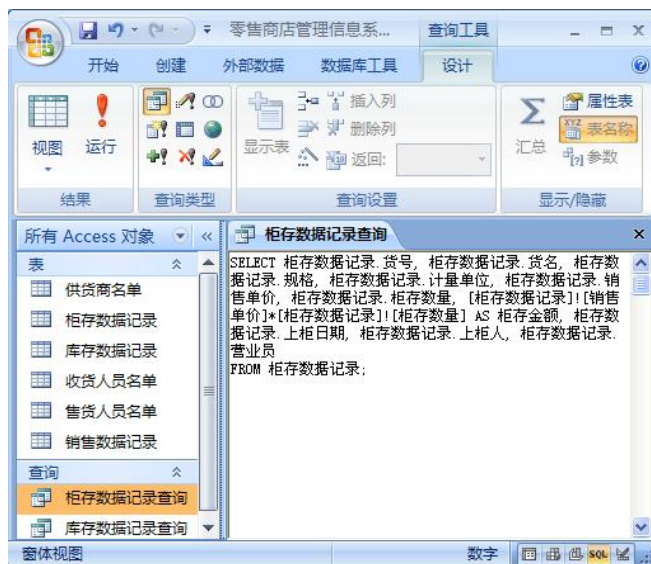 零售商店管理信息系... 查询工具
开始 创建 外部数据 数据库工具 设计
视图 运行 显示表 插入列 删除列 返回: 汇总 属性表 表名称 参数
结果 查询类型 查询设置 显示/隐藏
所有 Access 对象 柜存数据记录查询
表
供货商名单
柜存数据记录
库存数据记录
收货人员名单
售货人员名单
销售数据记录
查询
柜存数据记录查询
库存数据记录查询
SELECT 柜存数据记录.货号, 柜存数据记录.货名, 柜存数
据记录.规格, 柜存数据记录.计量单位, 柜存数据记录.销
售单价, 柜存数据记录.柜存数量, [柜存数据记录]![销售
单价]*[柜存数据记录]![柜存数量] AS 柜存金额, 柜存数
据记录.上柜日期, 柜存数据记录.上柜人, 柜存数据记录.
营业员
FROM 柜存数据记录;
窗体视图 数字 SQL